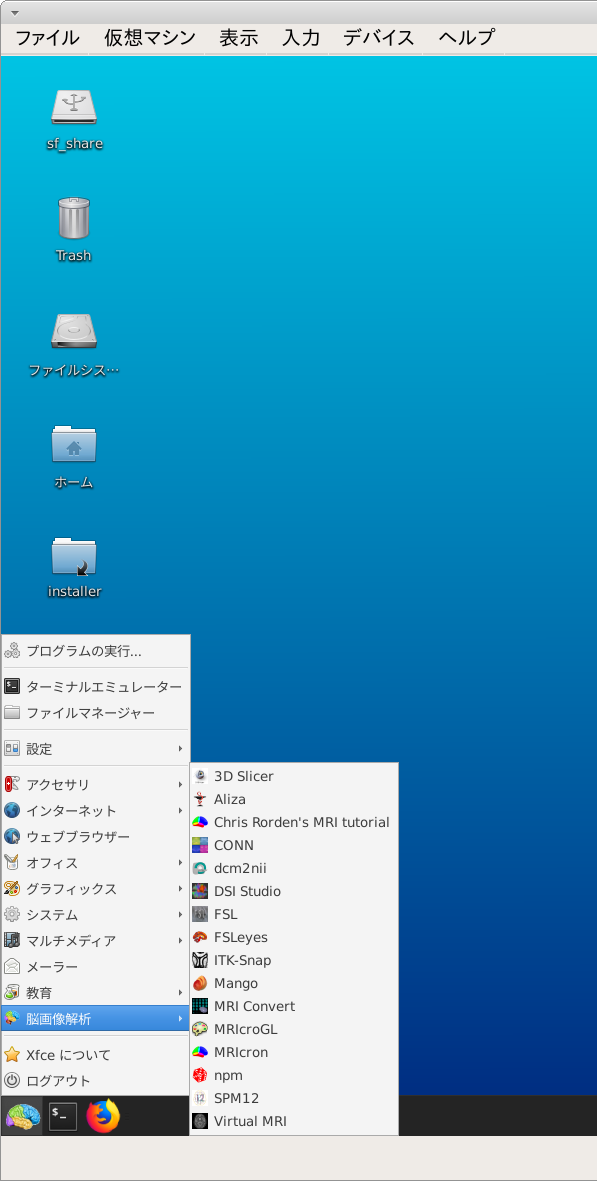 ファイル 仮想マシン 表示 入力 デバイス ヘルプ
sf_share
Trash
ファイルシス…
ホーム
installer
プログラムの実行...
ターミナルエミュレーター
ファイルマネージャー
設定
アクセサリ
インターネット
ウェブブラウザー
オフィス
グラフィックス
システム
マルチメディア
メーラー
教育
脳画像解析
Xfce について
ログアウト
3D Slicer
Aliza
Chris Rorden's MRI tutorial
CONN
dcm2nii
DSI Studio
FSL
FSLeyes
ITK-Snap
Mango
MRI Convert
MRIcroGL
MRIcron
npm
SPM12
Virtual MRI